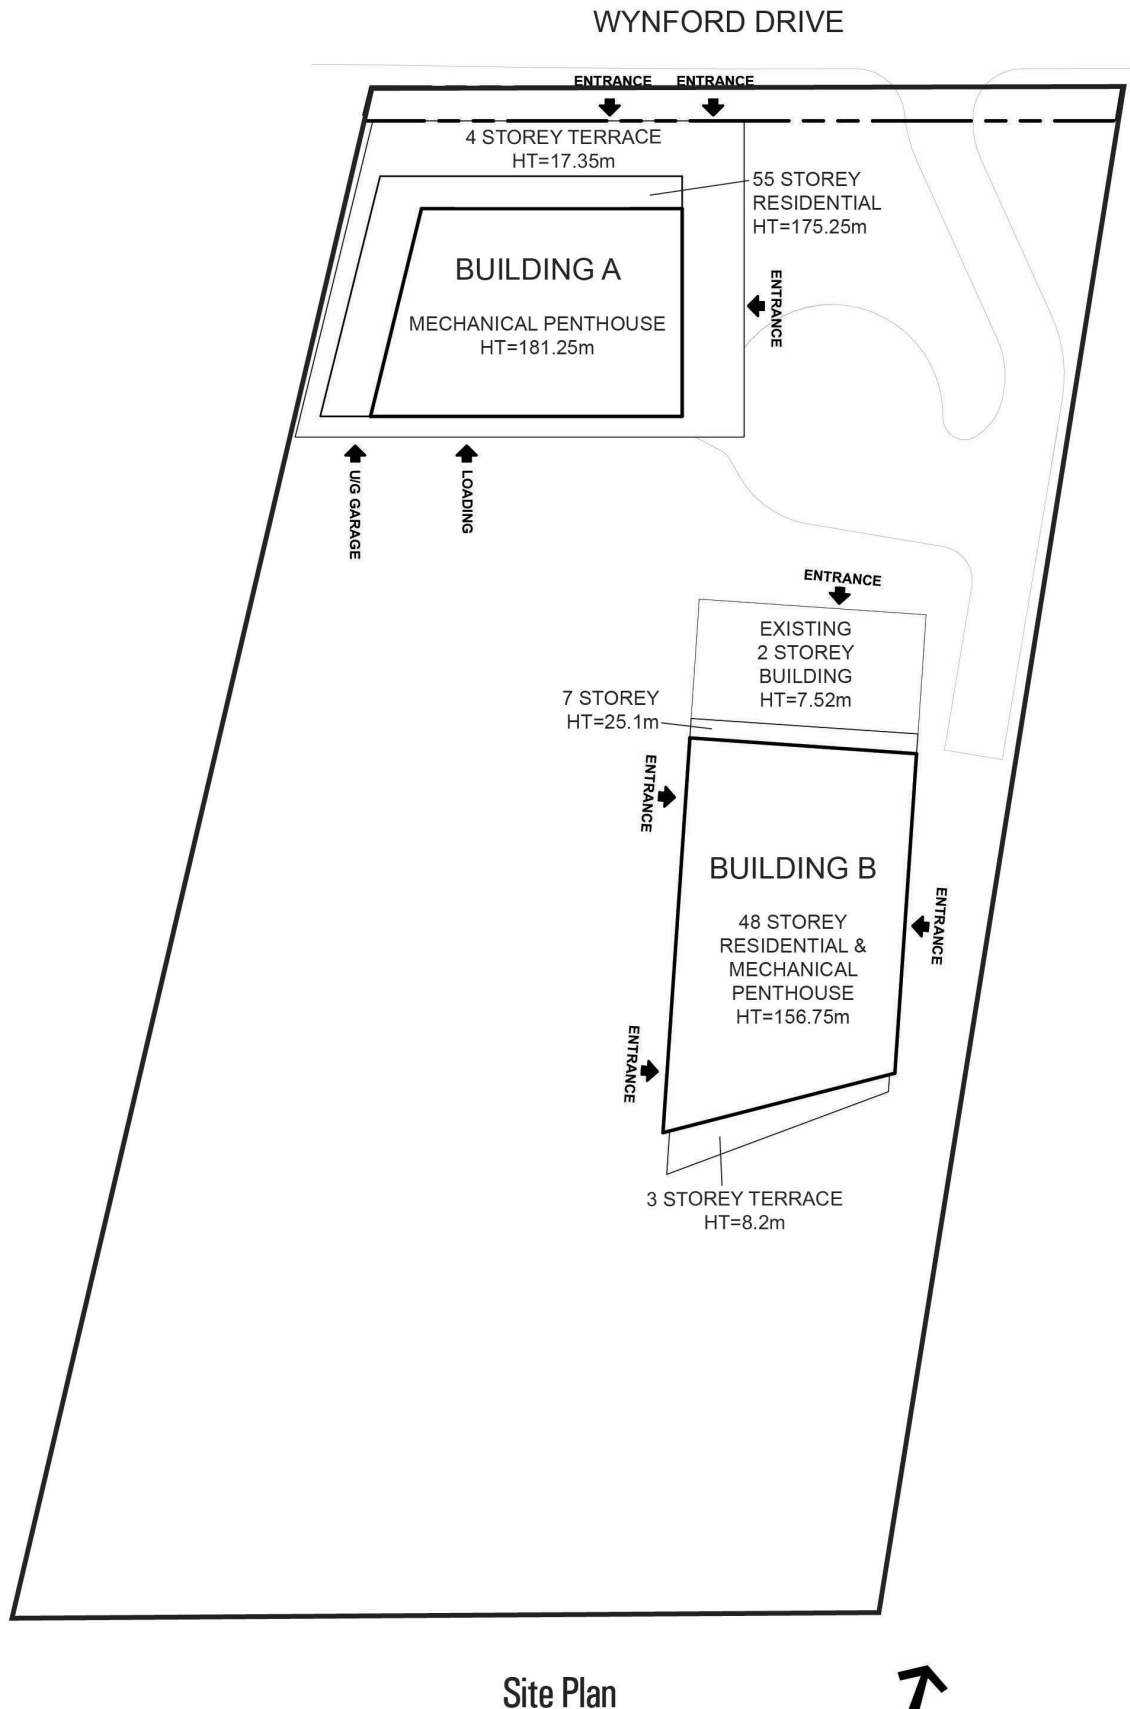 WYNFORD DRIVE
ENTRANCE
ENTRANCE
4 STOREY TERRACE
HT=17.35m
55 STOREY
RESIDENTIAL
HT=175.25m
BUILDING A
MECHANICAL PENTHOUSE
HT=181.25m
ENTRANCE
U/G GARAGE
LOADING
ENTRANCE
EXISTING
2 STOREY
BUILDING
HT=7.52m
7 STOREY
HT=25.1m
ENTRANCE
BUILDING B
48 STOREY
RESIDENTIAL &
MECHANICAL
PENTHOUSE
HT=156.75m
ENTRANCE
ENTRANCE
3 STOREY TERRACE
HT=8.2m
Site Plan